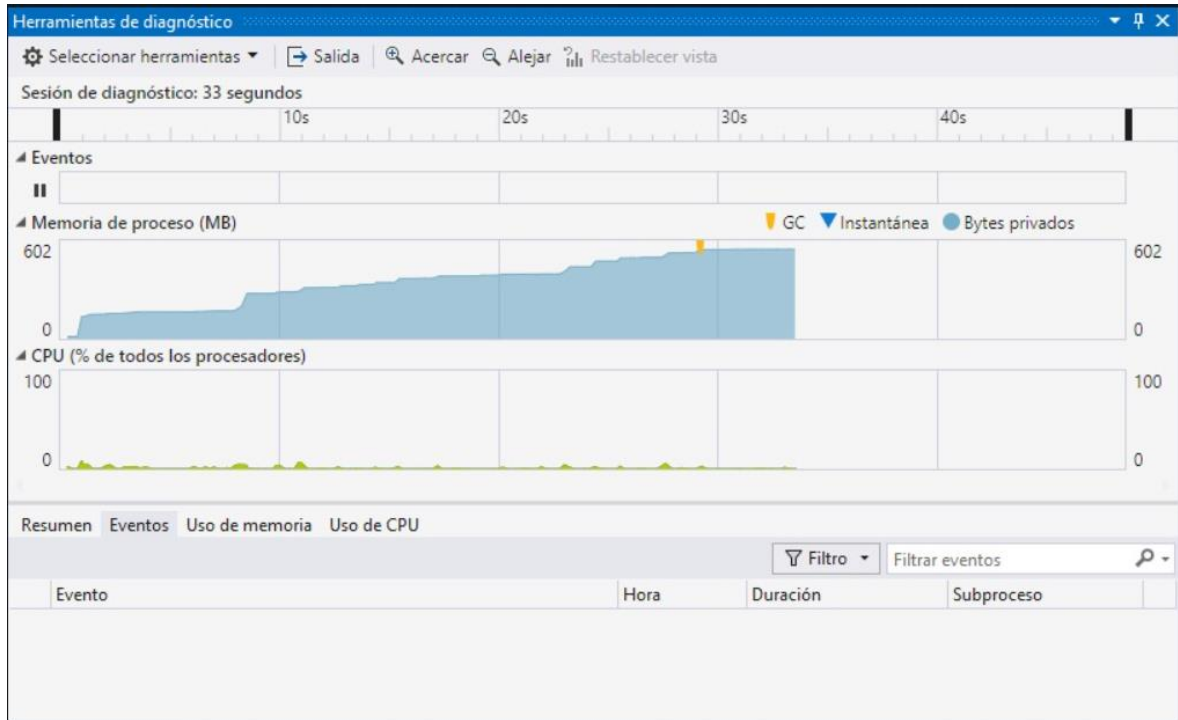 Herramientas de diagnóstico
Seleccionar herramientas Salida Acercar Alejar Restablecer vista
Sesión de diagnóstico: 33 segundos
10s 20s 30s 40s
Eventos
Memoria de proceso (MB) GC Instantánea Bytes privados
602 602
0 0
CPU (% de todos los procesadores)
100 100
0 0
Resumen Eventos Uso de memoria Uso de CPU
Filtro Filtrar eventos
Evento Hora Duración Subproceso